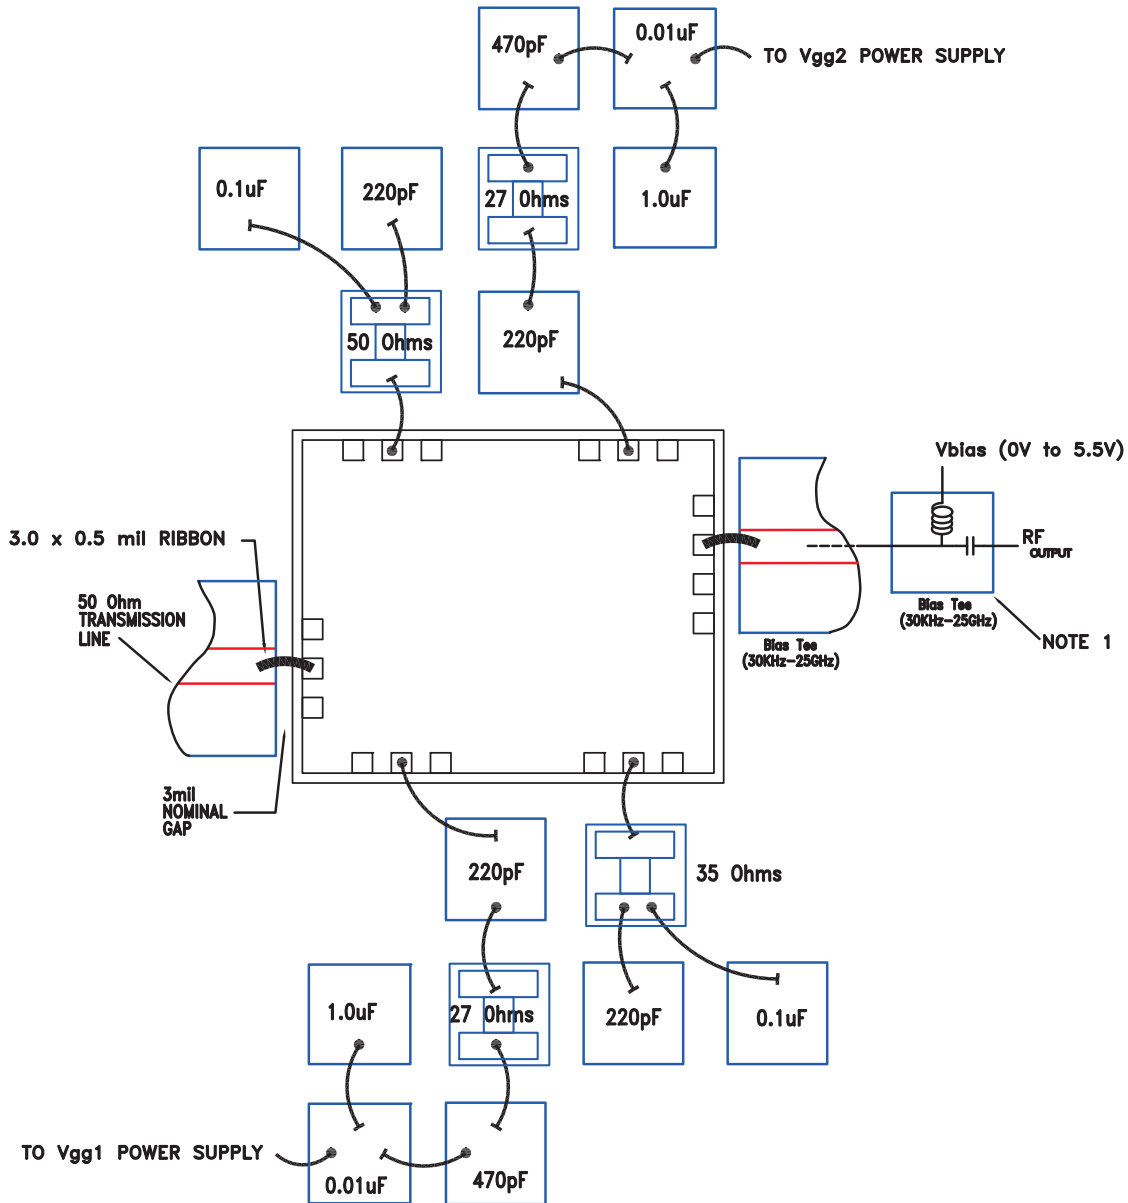 470pF
0.01uF
TO Vgg2 POWER SUPPLY
0.1uF
220pF
27 Ohms
1.0uF
50 Ohms
220pF
Vbias (0V to 5.5V)
3.0 x 0.5 mil RIBBON
RF
OUTPUT
50 Ohm
TRANSMISSION
LINE
Bias Tee
(30KHz-25GHz)
NOTE 1
Bias Tee
(30KHz-25GHz)
3mil
NOMINAL
GAP
220pF
35 Ohms
1.0uF
27 Ohms
220pF
0.1uF
TO Vgg1 POWER SUPPLY
0.01uF
470pF